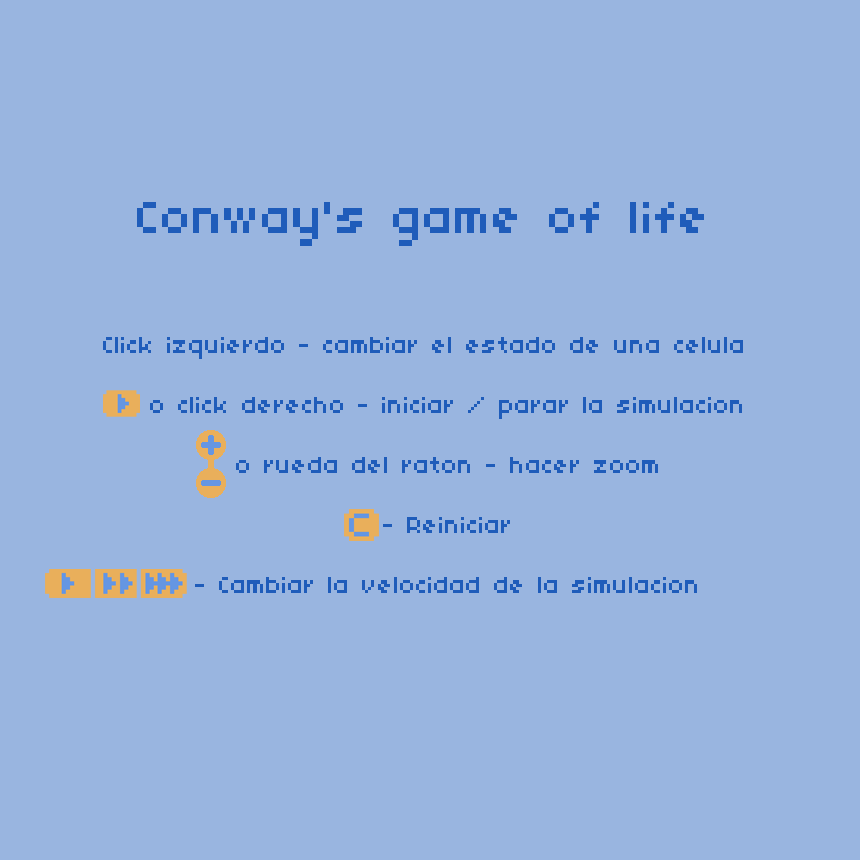 Conway's game of life
Click izquierdo - cambiar el estado de una celula
o click derecho - iniciar / parar la simulacion
o rueda del raton - hacer zoom
C - Reiniciar
- Cambiar la velocidad de la simulacion